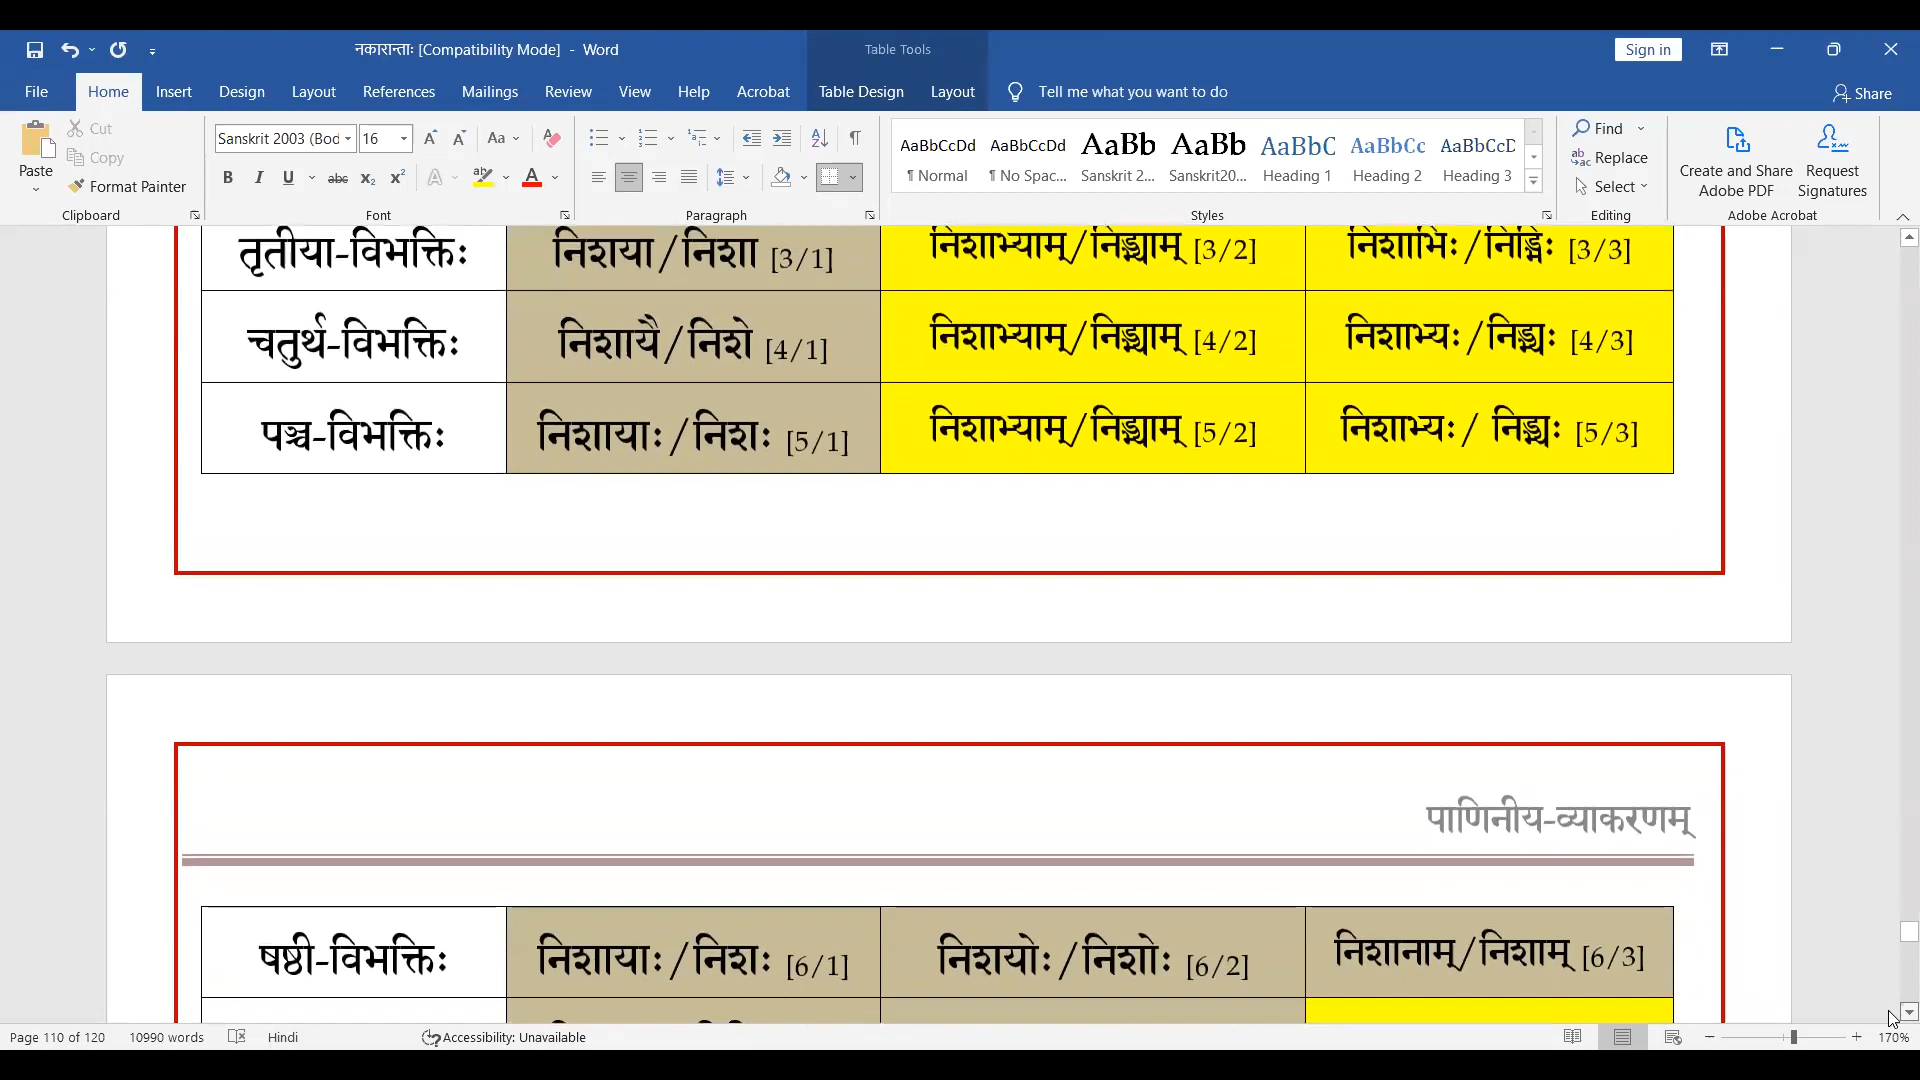 नकारान्ताः [Compatibility Mode] - Word
Table Tools
Sign in
File Home Insert Design Layout References Mailings Review View Help Acrobat Table Design Layout Tell me what you want to do Share
Paste
Cut
Copy
Format Painter
Clipboard
Sanskrit 2003 (Bod 16
Font
Paragraph
AaBbCcDd AaBbCcDd AaBb AaBb AaBbC AaBbCc AaBbCcD
¶ Normal ¶ No Spac... Sanskrit 2... Sanskrit20... Heading 1 Heading 2 Heading 3
Styles
Find
Replace
Select
Editing
Create and Share Adobe PDF
Request Signatures
Adobe Acrobat
तृतीया-विभक्तिः निशया/निशा [3/1] निशाभ्याम्/निड्भ्याम् [3/2] निशाभिः/निड्भिः [3/3]
चतुर्थ-विभक्तिः निशायै/निशे [4/1] निशाभ्याम्/निड्भ्याम् [4/2] निशाभ्यः/निड्भ्यः [4/3]
पञ्च-विभक्तिः निशायाः/निशः [5/1] निशाभ्याम्/निड्भ्याम् [5/2] निशाभ्यः/ निड्भ्यः [5/3]
पाणिनीय-व्याकरणम्
षष्ठी-विभक्तिः निशायाः/निशः [6/1] निशयोः/निशोः [6/2] निशानाम्/निशाम् [6/3]
Page 110 of 120 10990 words Hindi Accessibility: Unavailable 170%